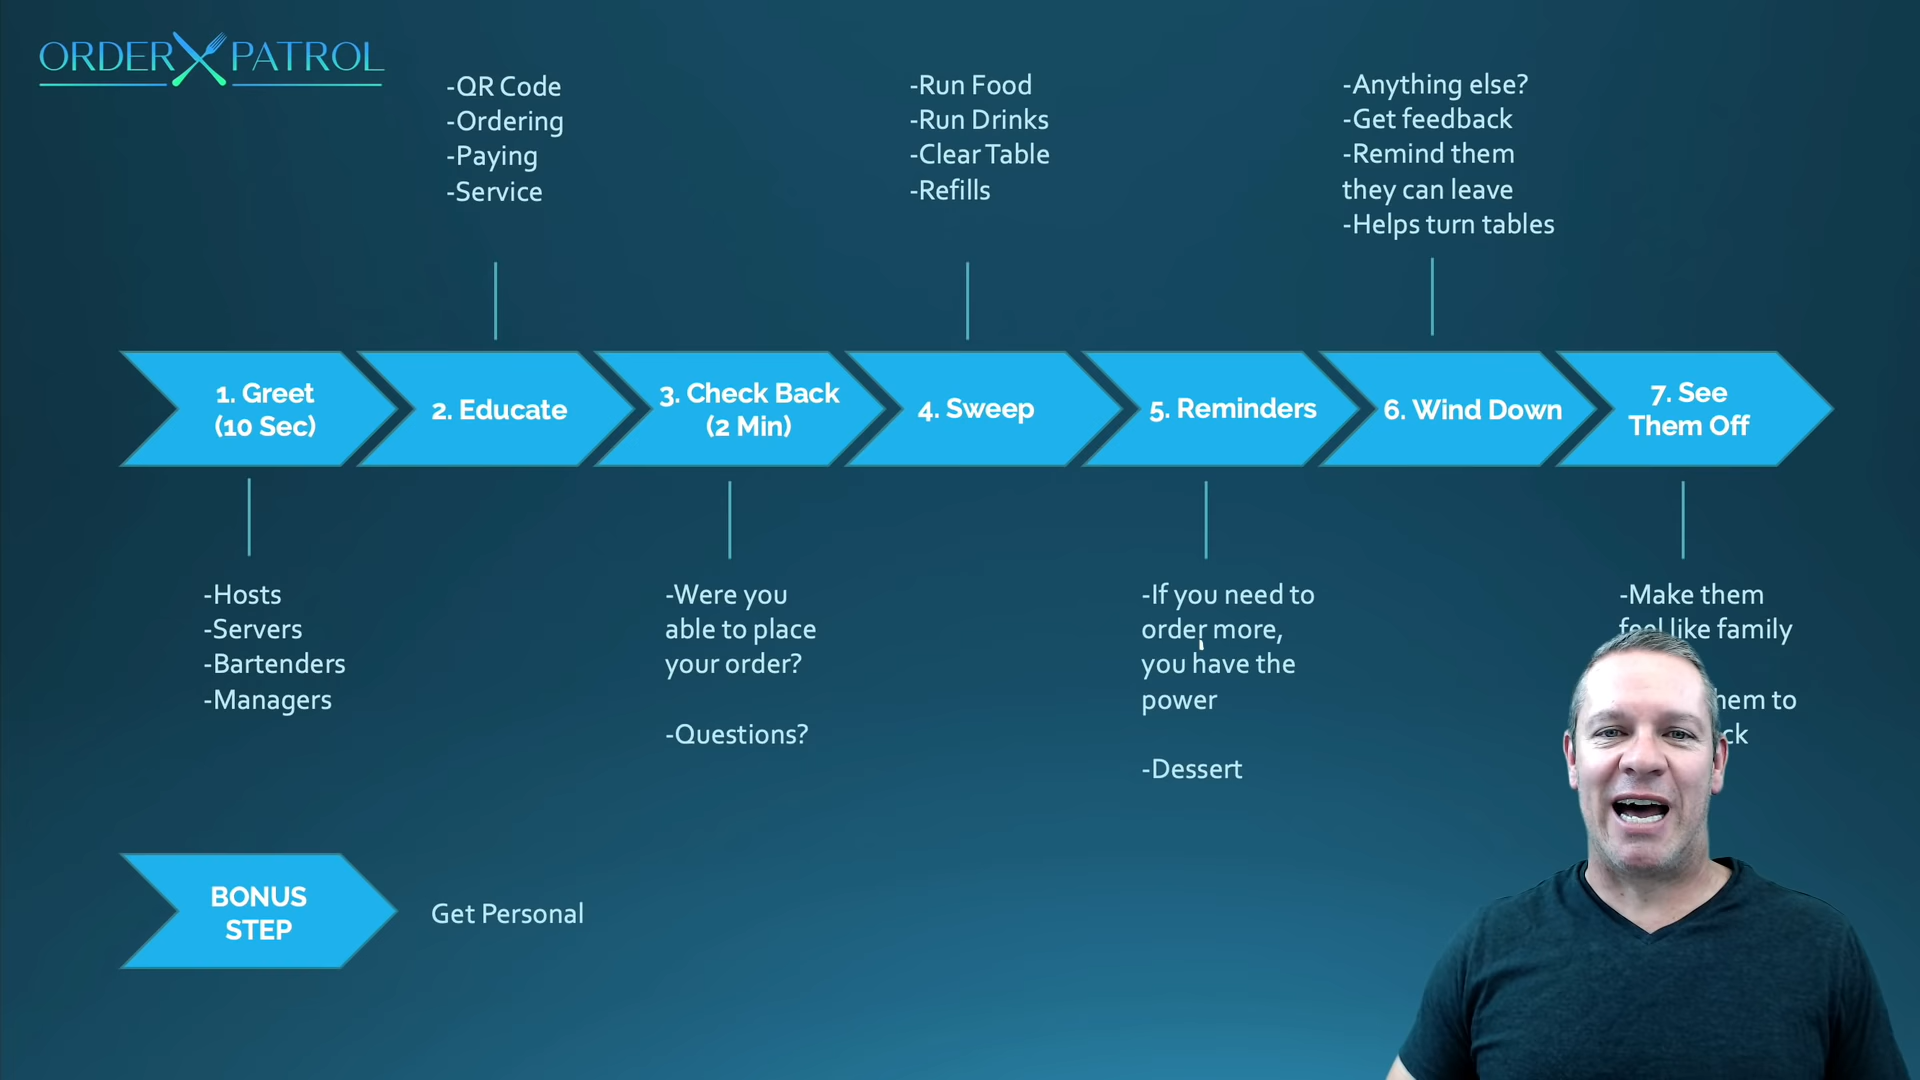 ORDER PATROL
-QR Code
-Ordering
-Paying
-Service
-Run Food
-Run Drinks
-Clear Table
-Refills
-Anything else?
-Get feedback
-Remind them
they can leave
-Helps turn tables
1. Greet
(10 Sec)
2. Educate
3. Check Back
(2 Min)
4. Sweep
5. Reminders
6. Wind Down
7. See
Them Off
-Hosts
-Servers
-Bartenders
-Managers
-Were you
able to place
your order?
-Questions?
-If you need to
order more,
you have the
power
-Dessert
-Make them
feel like family
to
BONUS
STEP
Get Personal